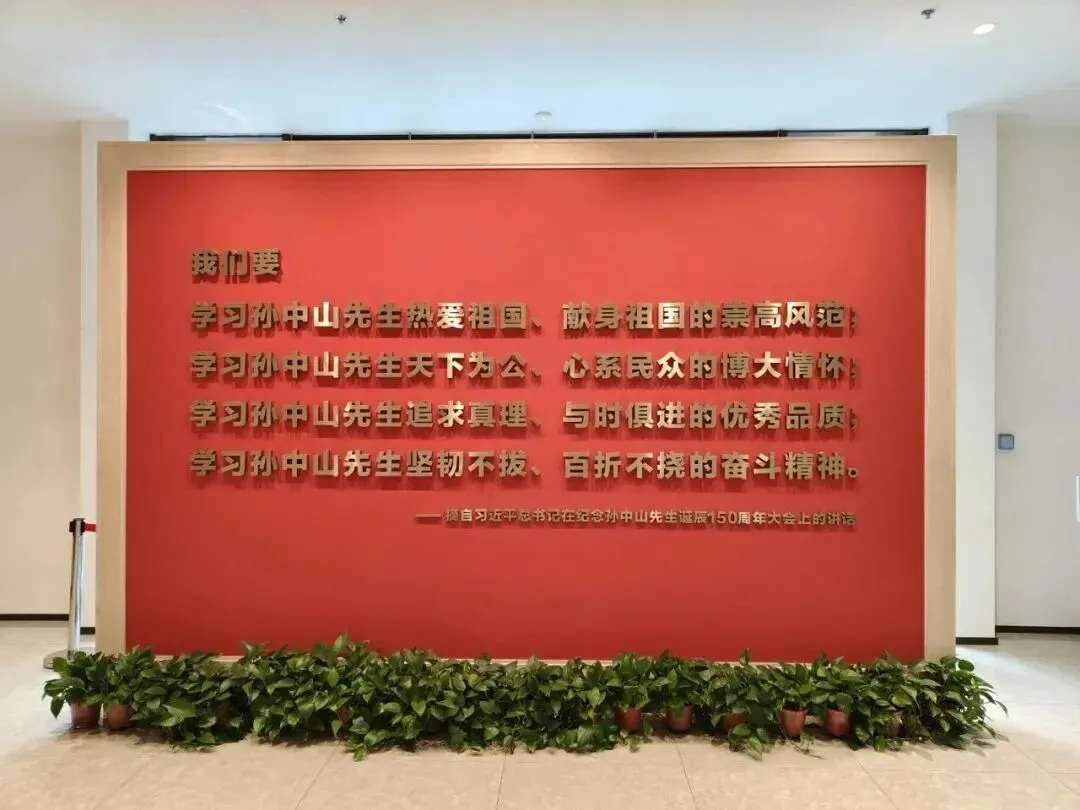 我们要
学习孙中山先生热爱祖国、献身祖国的崇高风范；
学习孙中山先生天下为公、心系民众的博大情怀；
学习孙中山先生追求真理、与时俱进的优秀品质；
学习孙中山先生坚韧不拔、百折不挠的奋斗精神。
—— 摘自习近平总书记在纪念孙中山先生诞辰150周年大会上的讲话